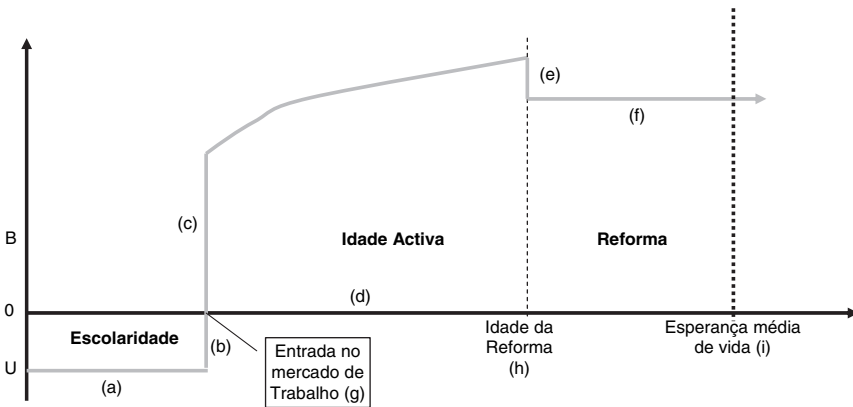 (e)
(f)
(c)
B
Idade Activa
Reforma
0
(d)
Escolaridade
(b)
U
(a)
Entrada no
mercado de
Trabalho (g)
Idade da
Reforma
(h)
Esperança média
de vida (i)